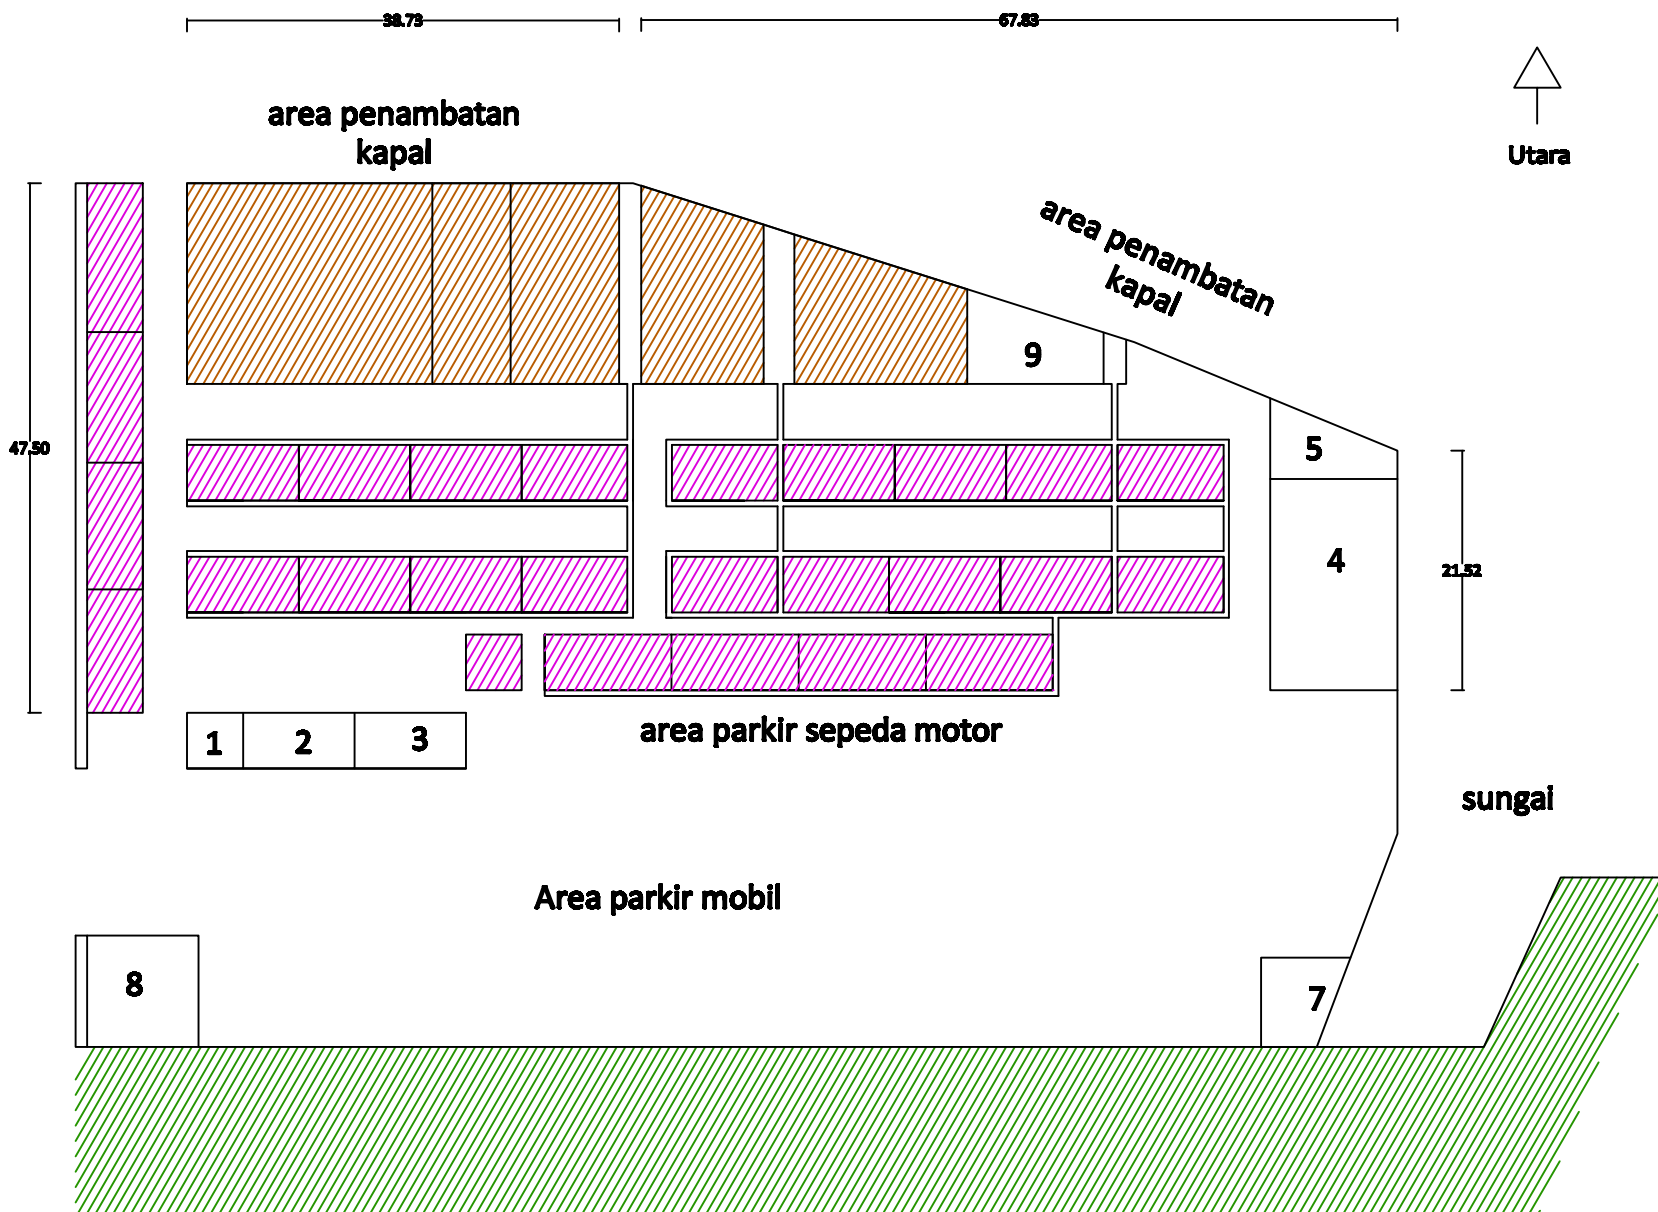 38.73
67.83
area penambatan
kapal
Utara
area penambatan
kapal
9
47.50
5
4
21.52
1
2
3
area parkir sepeda motor
sungai
Area parkir mobil
8
7